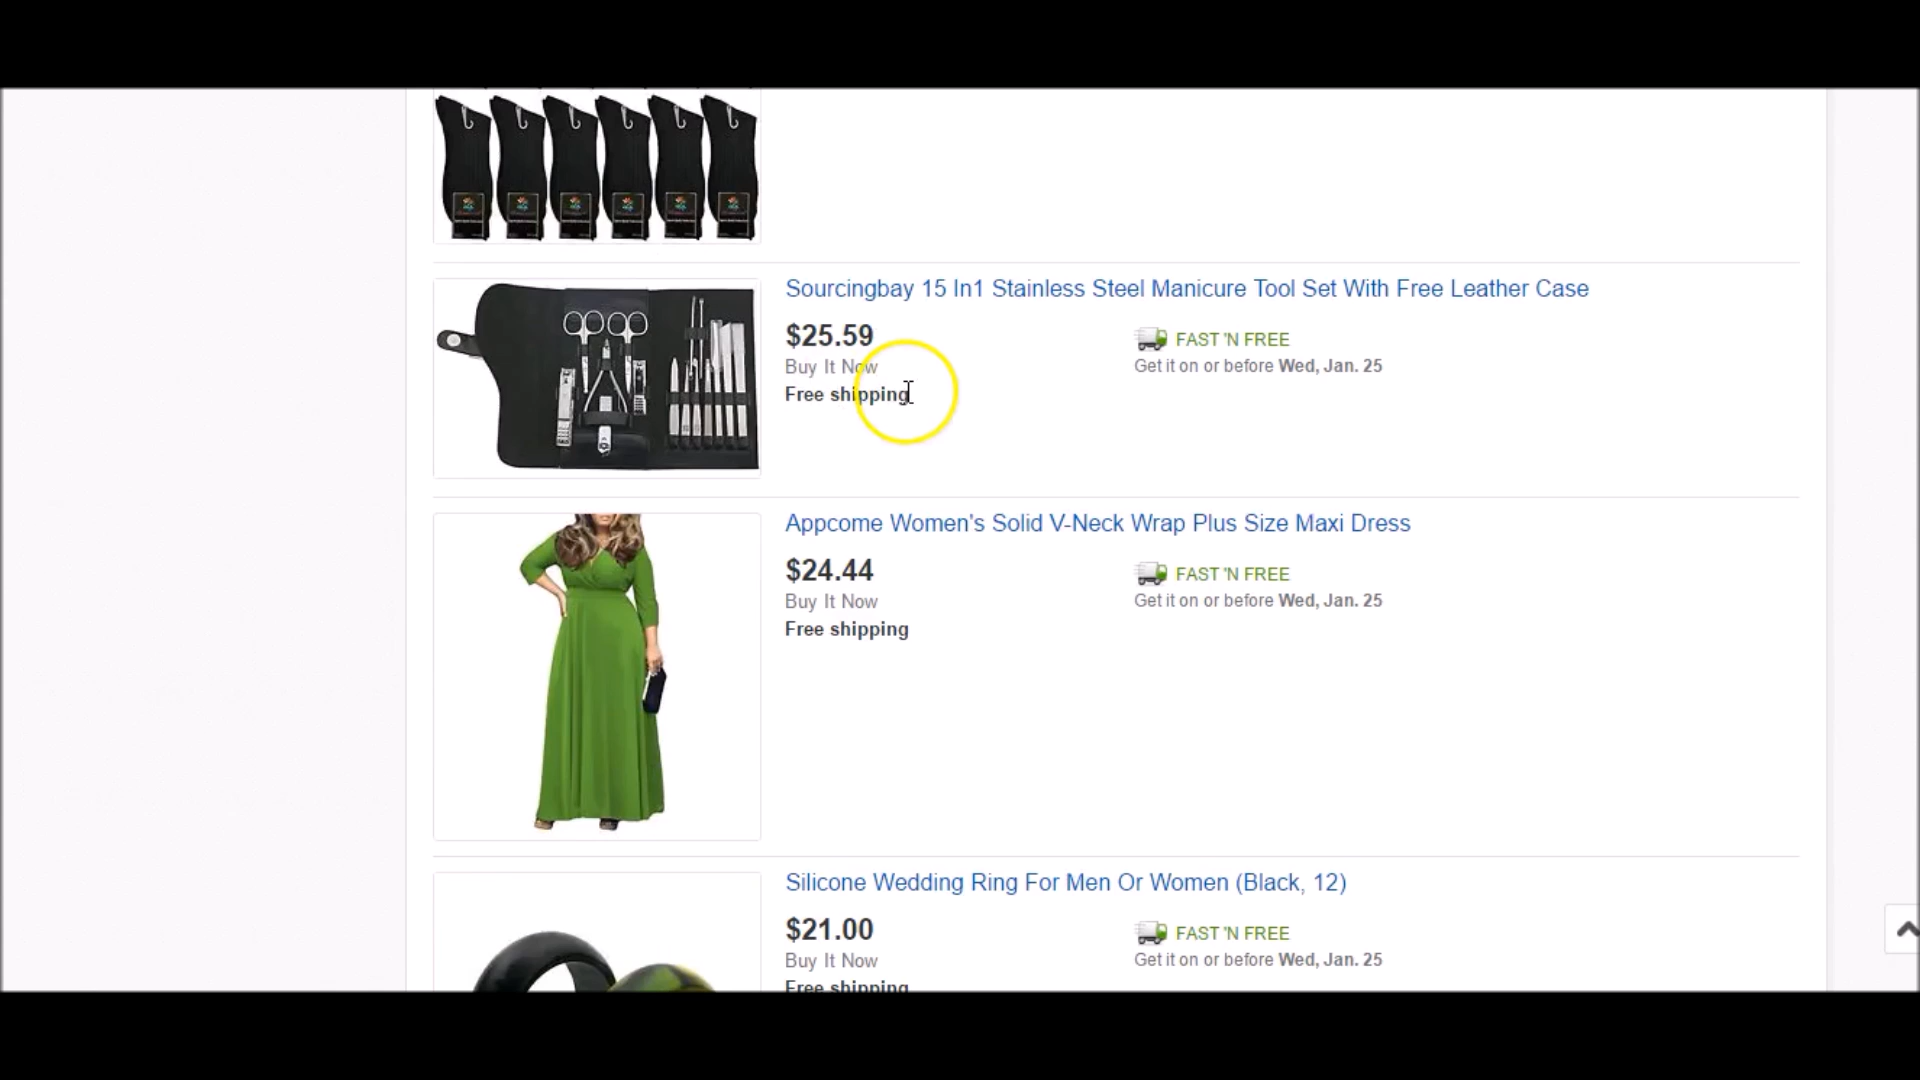 Sourcingbay 15 In1 Stainless Steel Manicure Tool Set With Free Leather Case
$25.59
FAST 'N FREE
Buy It Now
Get it on or before Wed, Jan. 25
Free shipping
Appcome Women's Solid V-Neck Wrap Plus Size Maxi Dress
$24.44
FAST 'N FREE
Buy It Now
Get it on or before Wed, Jan. 25
Free shipping
Silicone Wedding Ring For Men Or Women (Black, 12)
$21.00
FAST 'N FREE
Buy It Now
Get it on or before Wed, Jan. 25
Free shipping